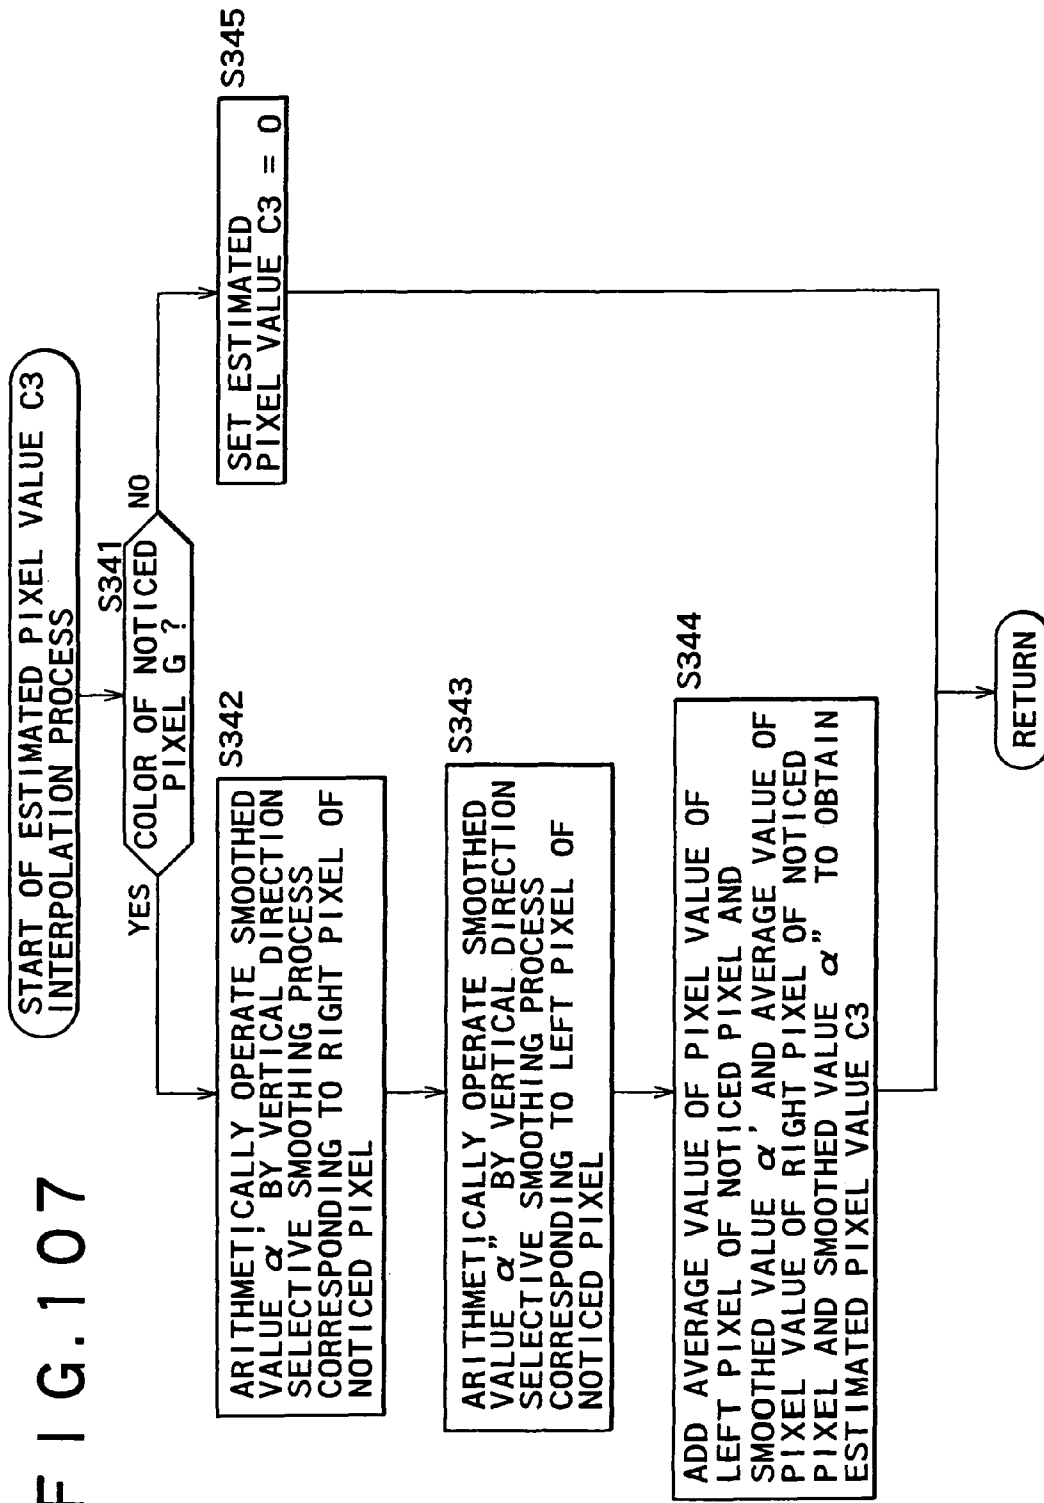 FIG.107
START OF ESTIMATED PIXEL VALUE C3
INTERPOLATION PROCESS
S341
COLOR OF NOTICED
PIXEL G ?
YES
NO
S342
ARITHMETICALLY OPERATE SMOOTHED
VALUE α' BY VERTICAL DIRECTION
SELECTIVE SMOOTHING PROCESS
CORRESPONDING TO RIGHT PIXEL OF
NOTICED PIXEL
S343
ARITHMETICALLY OPERATE SMOOTHED
VALUE α" BY VERTICAL DIRECTION
SELECTIVE SMOOTHING PROCESS
CORRESPONDING TO LEFT PIXEL OF
NOTICED PIXEL
S344
ADD AVERAGE VALUE OF PIXEL VALUE OF
LEFT PIXEL OF NOTICED PIXEL AND
SMOOTHED VALUE α' AND AVERAGE VALUE OF
PIXEL VALUE OF RIGHT PIXEL OF NOTICED
PIXEL AND SMOOTHED VALUE α" TO OBTAIN
ESTIMATED PIXEL VALUE C3
S345
SET ESTIMATED
PIXEL VALUE C3 = 0
RETURN